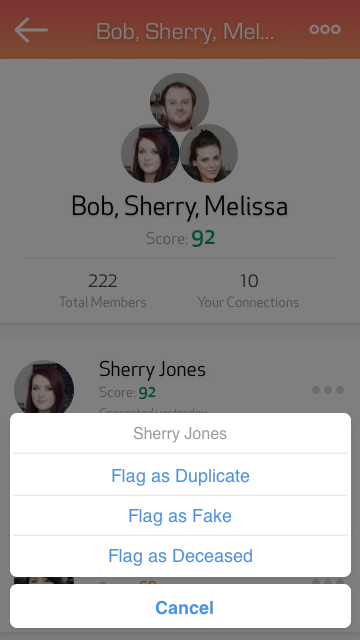 Bob, Sherry, Mel...
Bob, Sherry, Melissa
Score: 92
222
Total Members
10
Your Connections
Sherry Jones
Score: 92
Connected yesterday
Sherry Jones
Flag as Duplicate
Flag as Fake
Flag as Deceased
Cancel